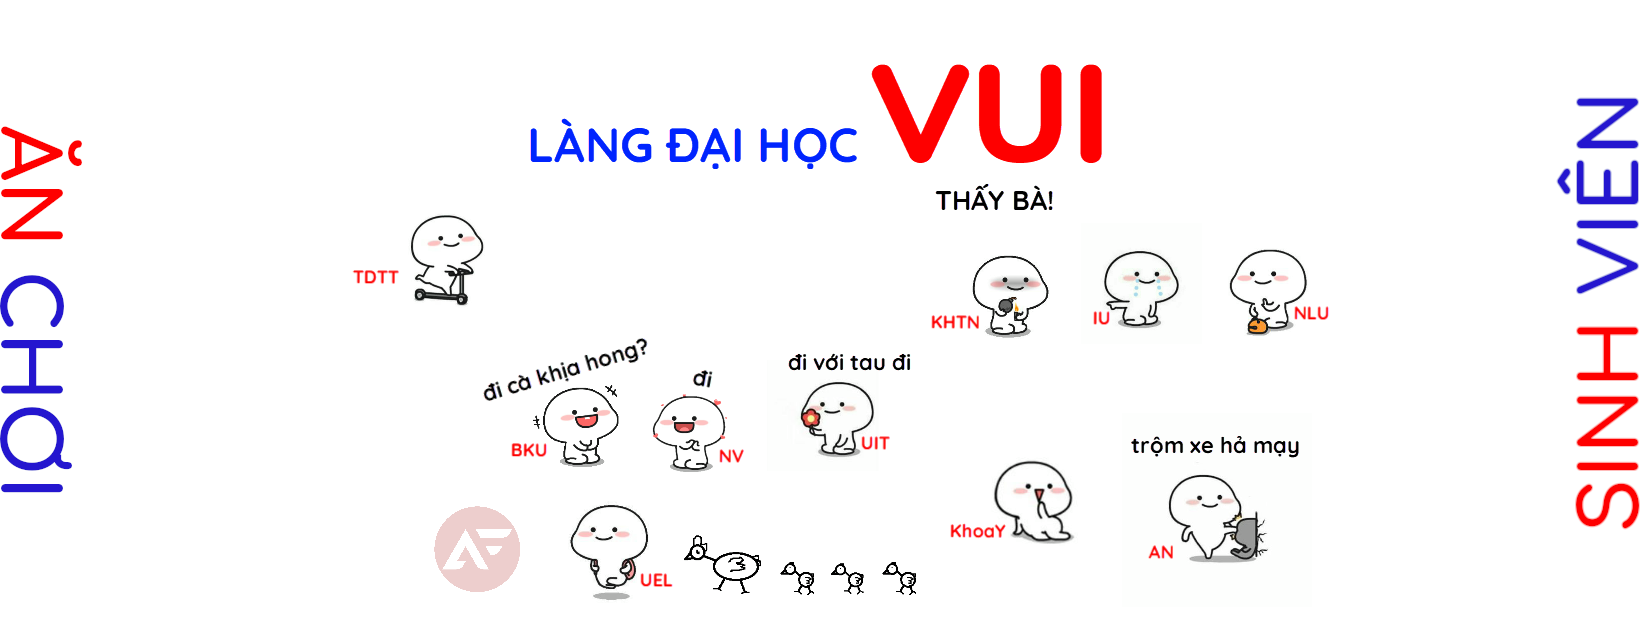 ĂN CHƠI
LÀNG ĐẠI HỌC VUI
THẤY BÀ!
TDTT
KHTN
IU
NLU
đi cà khịa hong?
đi
đi với tau đi
BKU
NV
UIT
trộm xe hả mạy
KhoaY
AN
UEL
AF
SINH VIÊN